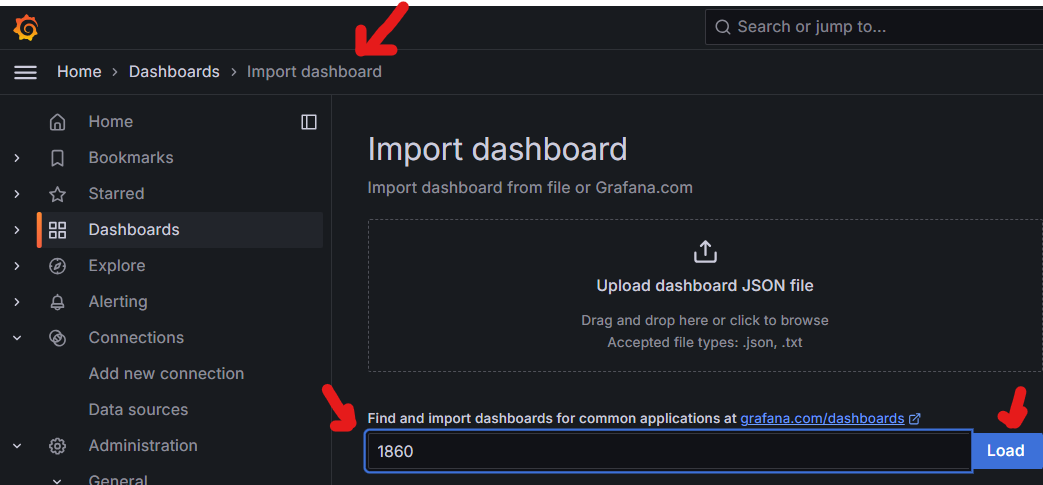 Search or jump to...
Home > Dashboards > Import dashboard
Home
Bookmarks
Starred
Dashboards
Explore
Alerting
Connections
Add new connection
Data sources
Administration
General
Import dashboard
Import dashboard from file or Grafana.com
Upload dashboard JSON file
Drag and drop here or click to browse
Accepted file types: .json, .txt
Find and import dashboards for common applications at grafana.com/dashboards
1860
Load